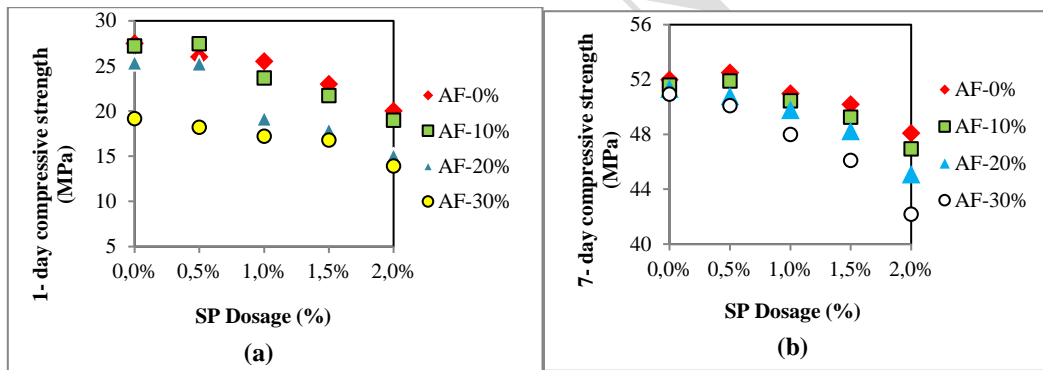 1- day compressive strength
(MPa)
30
25
20
15
10
5
0,0% 0,5% 1,0% 1,5% 2,0%
SP Dosage (%)
AF-0%
AF-10%
AF-20%
AF-30%
(a)
7- day compressive strength
(MPa)
56
52
48
44
40
0,0% 0,5% 1,0% 1,5% 2,0%
SP Dosage (%)
AF-0%
AF-10%
AF-20%
AF-30%
(b)